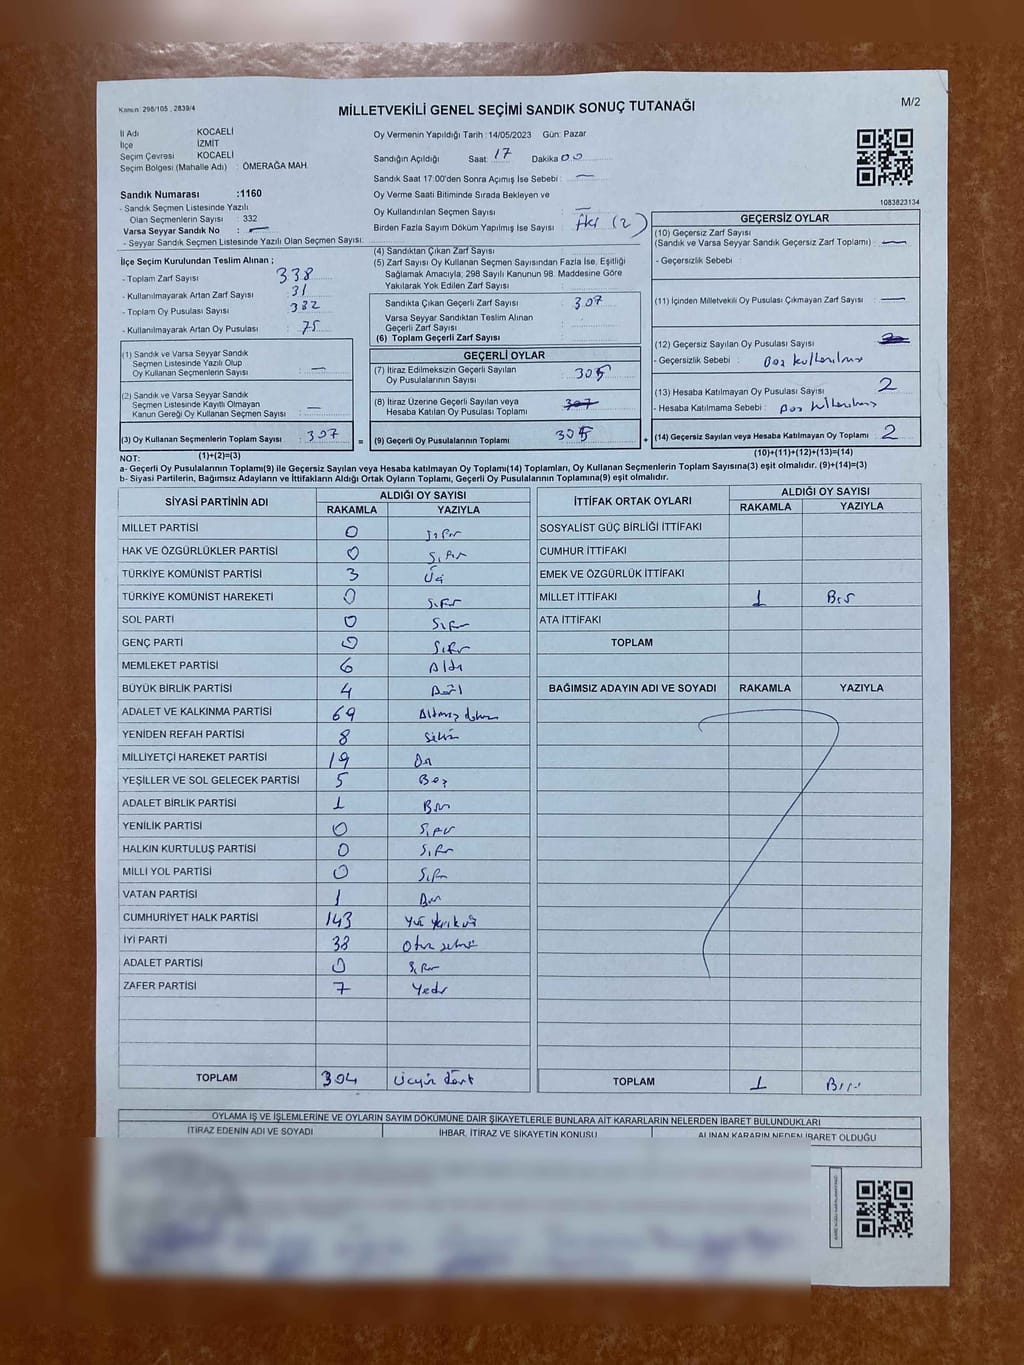 Kanun: 298/105 , 2839/4
MİLLETVEKİLİ GENEL SEÇİMİ SANDIK SONUÇ TUTANAĞI
M/2
İl Adı KOCAELİ
İlçe İZMİT
Seçim Çevresi KOCAELİ
Seçim Bölgesi (Mahalle Adı) : ÖMERAĞA MAH
Sandık Numarası :1160
- Sandık Seçmen Listesinde Yazılı
Olan Seçmenlerin Sayısı : 332
Varsa Seyyar Sandık No : —
- Seyyar Sandık Seçmen Listesinde Yazılı Olan Seçmen Sayısı:
Oy Vermenin Yapıldığı Tarih :14/05/2023 Gün: Pazar
Sandığın Açıldığı Saat: 17 Dakika 00
Sandık Saat 17:00'den Sonra Açımış İse Sebebi : —
Oy Verme Saati Bitiminde Sırada Bekleyen ve
Oy Kullandırılan Seçmen Sayısı : —
Birden Fazla Sayım Döküm Yapılmış İse Sayısı : İki (2)
1083823134
İlçe Seçim Kurulundan Teslim Alınan ;
- Toplam Zarf Sayısı : 338
- Kullanılmayarak Artan Zarf Sayısı : 31
- Toplam Oy Pusulası Sayısı : 332
- Kullanılmayarak Artan Oy Pusulası : 75
(1) Sandık ve Varsa Seyyar Sandık
Seçmen Listesinde Yazılı Olup
Oy Kullanan Seçmenlerin Sayısı : —
(2) Sandık ve Varsa Seyyar Sandık
Seçmen Listesinde Kayıtlı Olmayan
Kanun Gereği Oy Kullanan Seçmen Sayısı : —
(3) Oy Kullanan Seçmenlerin Toplam Sayısı : 307 =
(1)+(2)=(3)
(4) Sandıktan Çıkan Zarf Sayısı :
(5) Zarf Sayısı Oy Kullanan Seçmen Sayısından Fazla İse, Eşitliği
Sağlamak Amacıyla; 298 Sayılı Kanunun 98. Maddesine Göre
Yakılarak Yok Edilen Zarf Sayısı :
Sandıkta Çıkan Geçerli Zarf Sayısı : 307
Varsa Seyyar Sandıktan Teslim Alınan
Geçerli Zarf Sayısı :
(6) Toplam Geçerli Zarf Sayısı :
GEÇERLİ OYLAR
(7) İtiraz Edilmeksizin Geçerli Sayılan
Oy Pusulalarının Sayısı : 305
(8) İtiraz Üzerine Geçerli Sayılan veya
Hesaba Katılan Oy Pusulası Toplamı : 307
(9) Geçerli Oy Pusulalarının Toplamı : 305 +
GEÇERSİZ OYLAR
(10) Geçersiz Zarf Sayısı
(Sandık ve Varsa Seyyar Sandık Geçersiz Zarf Toplamı) : —
- Geçersizlik Sebebi :
(11) İçinden Milletvekili Oy Pusulası Çıkmayan Zarf Sayısı : —
(12) Geçersiz Sayılan Oy Pusulası Sayısı :
- Geçersizlik Sebebi : Boş kullanılmış
(13) Hesaba Katılmayan Oy Pusulası Sayısı : 2
- Hesaba Katılmama Sebebi : Boş kullanılmış
(14) Geçersiz Sayılan veya Hesaba Katılmayan Oy Toplamı : 2
(10)+(11)+(12)+(13)=(14)
NOT:
a- Geçerli Oy Pusulalarının Toplamı(9) ile Geçersiz Sayılan veya Hesaba katılmayan Oy Toplamı(14) Toplamları, Oy Kullanan Seçmenlerin Toplam Sayısına(3) eşit olmalıdır. (9)+(14)=(3)
b- Siyasi Partilerin, Bağımsız Adayların ve İttifakların Aldığı Ortak Oyların Toplamı, Geçerli Oy Pusulalarının Toplamına(9) eşit olmalıdır.
SİYASİ PARTİNİN ADI ALDIĞI OY SAYISI
RAKAMLA YAZIYLA
MİLLET PARTİSİ 0 Sıfır
HAK VE ÖZGÜRLÜKLER PARTİSİ 0 Sıfır
TÜRKİYE KOMÜNİST PARTİSİ 3 Üç
TÜRKİYE KOMÜNİST HAREKETİ 0 Sıfır
SOL PARTİ 0 Sıfır
GENÇ PARTİ 0 Sıfır
MEMLEKET PARTİSİ 6 Altı
BÜYÜK BİRLİK PARTİSİ 4 Dört
ADALET VE KALKINMA PARTİSİ 69 Altmış dokuz
YENİDEN REFAH PARTİSİ 8 Sekiz
MİLLİYETÇİ HAREKET PARTİSİ 19 On
YEŞİLLER VE SOL GELECEK PARTİSİ 5 Beş
ADALET BİRLİK PARTİSİ 1 Bir
YENİLİK PARTİSİ 0 Sıfır
HALKIN KURTULUŞ PARTİSİ 0 Sıfır
MİLLİ YOL PARTİSİ 0 Sıfır
VATAN PARTİSİ 1 Bir
CUMHURİYET HALK PARTİSİ 143 Yüz kırk üç
İYİ PARTİ 38 Otuz sekiz
ADALET PARTİSİ 0 Sıfır
ZAFER PARTİSİ 7 Yedi
TOPLAM 304 Üçyüz dört
İTTİFAK ORTAK OYLARI ALDIĞI OY SAYISI
RAKAMLA YAZIYLA
SOSYALİST GÜÇ BİRLİĞİ İTTİFAKI
CUMHUR İTTİFAKI
EMEK VE ÖZGÜRLÜK İTTİFAKI
MİLLET İTTİFAKI 1 Bir
ATA İTTİFAKI
TOPLAM
BAĞIMSIZ ADAYIN ADI VE SOYADI RAKAMLA YAZIYLA
TOPLAM 1 Bir
OYLAMA İŞ VE İŞLEMLERİNE VE OYLARIN SAYIM DÖKÜMÜNE DAİR ŞİKAYETLERLE BUNLARA AİT KARARLARIN NELERDEN İBARET BULUNDUKLARI
İTİRAZ EDENİN ADI VE SOYADI İHBAR, İTİRAZ VE ŞİKAYETİN KONUSU ALINAN KARARIN NEDEN İBARET OLDUĞU